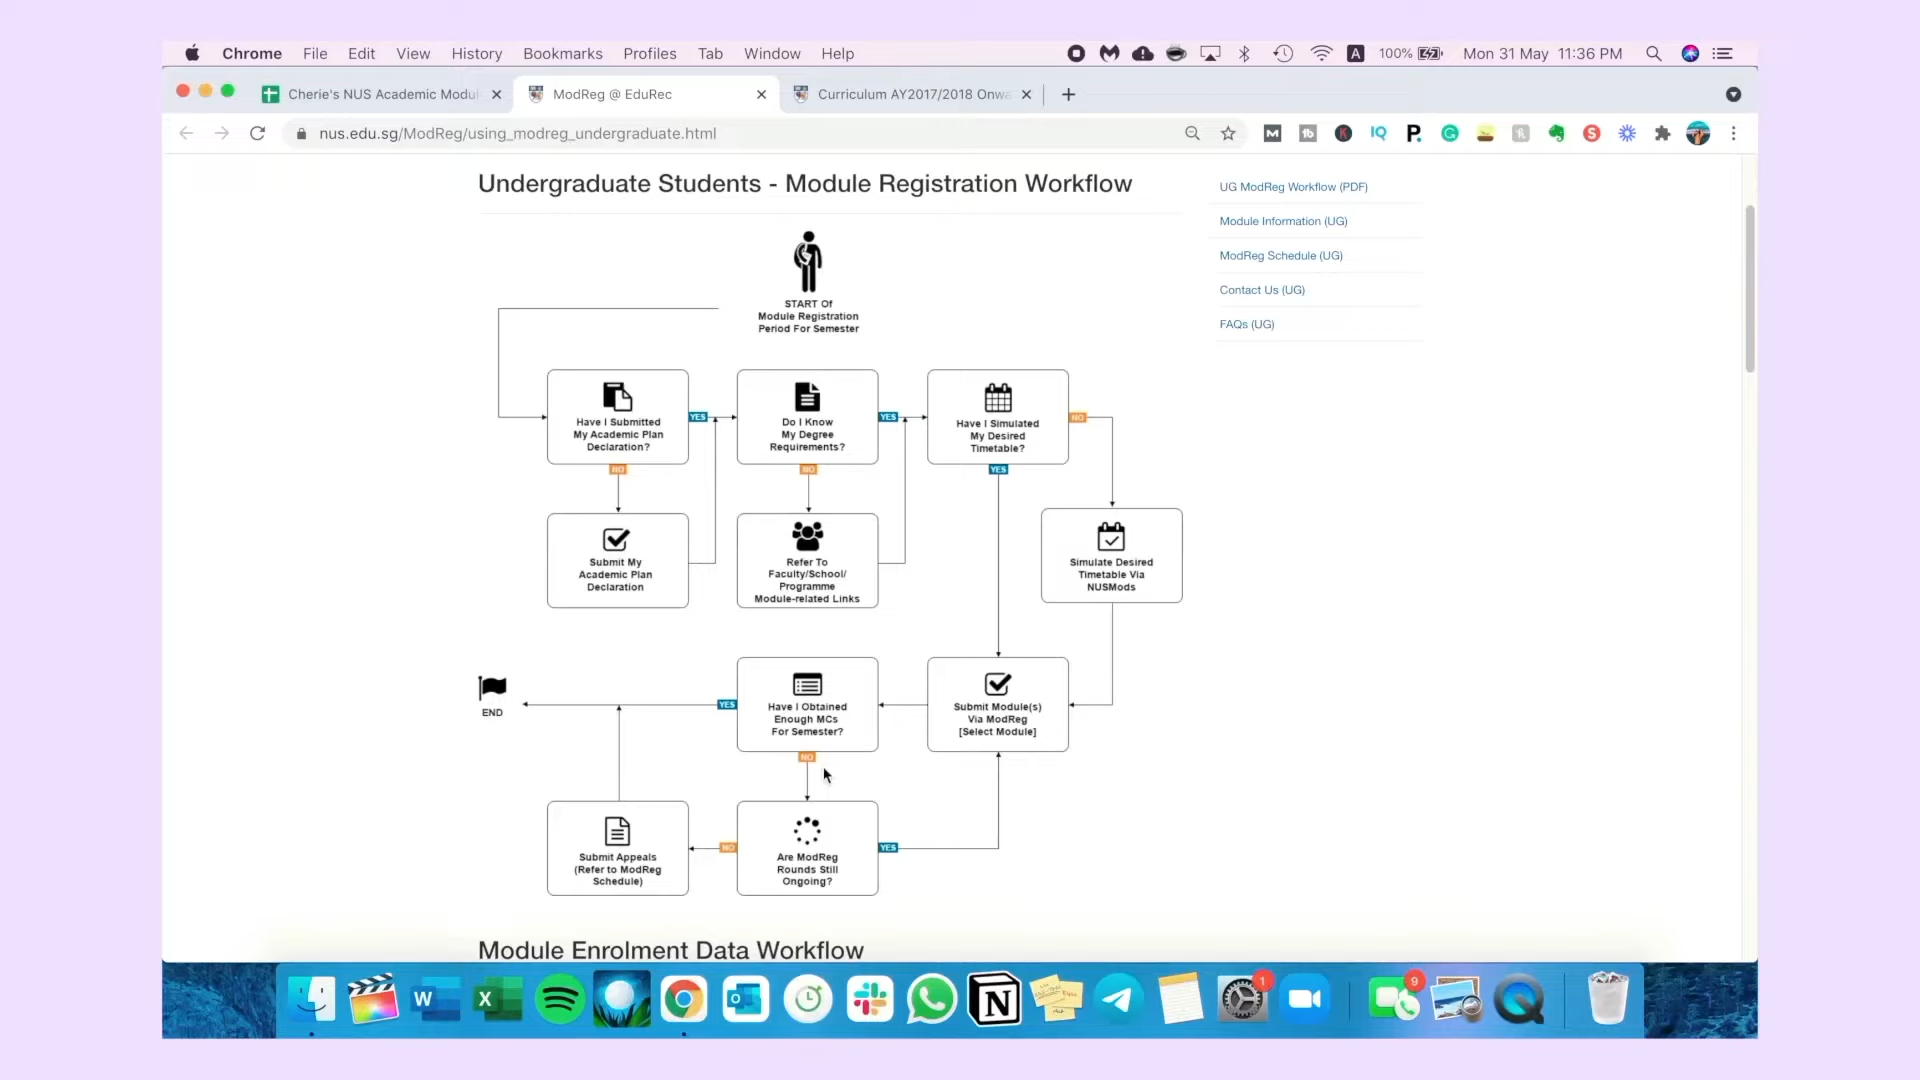 Chrome File Edit View History Bookmarks Profiles Tab Window Help
A 100% Mon 31 May 11:36 PM
Cherie's NUS Academic Modul
ModReg @ EduRec
Curriculum AY2017/2018 Onwa
nus.edu.sg/ModReg/using_modreg_undergraduate.html
Undergraduate Students - Module Registration Workflow
UG ModReg Workflow (PDF)
Module Information (UG)
ModReg Schedule (UG)
Contact Us (UG)
FAQs (UG)
START Of
Module Registration
Period For Semester
Have I Submitted
My Academic Plan
Declaration?
YES
NO
Do I Know
My Degree
Requirements?
YES
NO
Have I Simulated
My Desired
Timetable?
NO
YES
Submit My
Academic Plan
Declaration
Refer To
Faculty/School/
Programme
Module-related Links
Simulate Desired
Timetable Via
NUSMods
END
YES
Have I Obtained
Enough MCs
For Semester?
NO
Submit Module(s)
Via ModReg
[Select Module]
Submit Appeals
(Refer to ModReg
Schedule)
NO
Are ModReg
Rounds Still
Ongoing?
YES
Module Enrolment Data Workflow
1
9